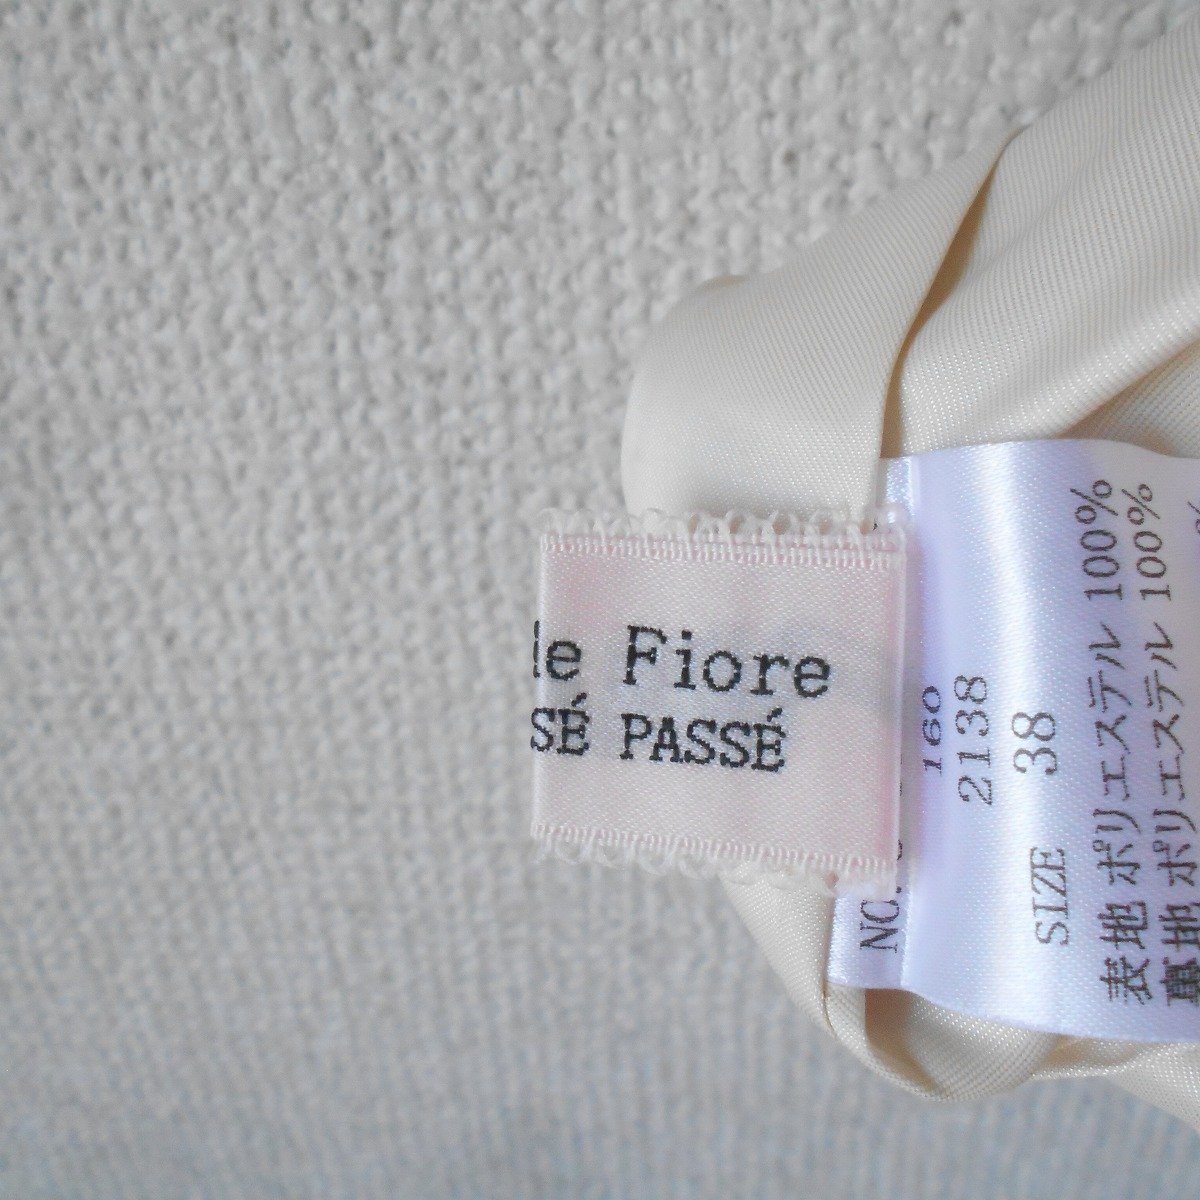 le Fiore
SÉ PASSÉ
NO.
160
2138
SIZE 38
表地 ポリエステル 100%
裏地 ポリエステル 100%